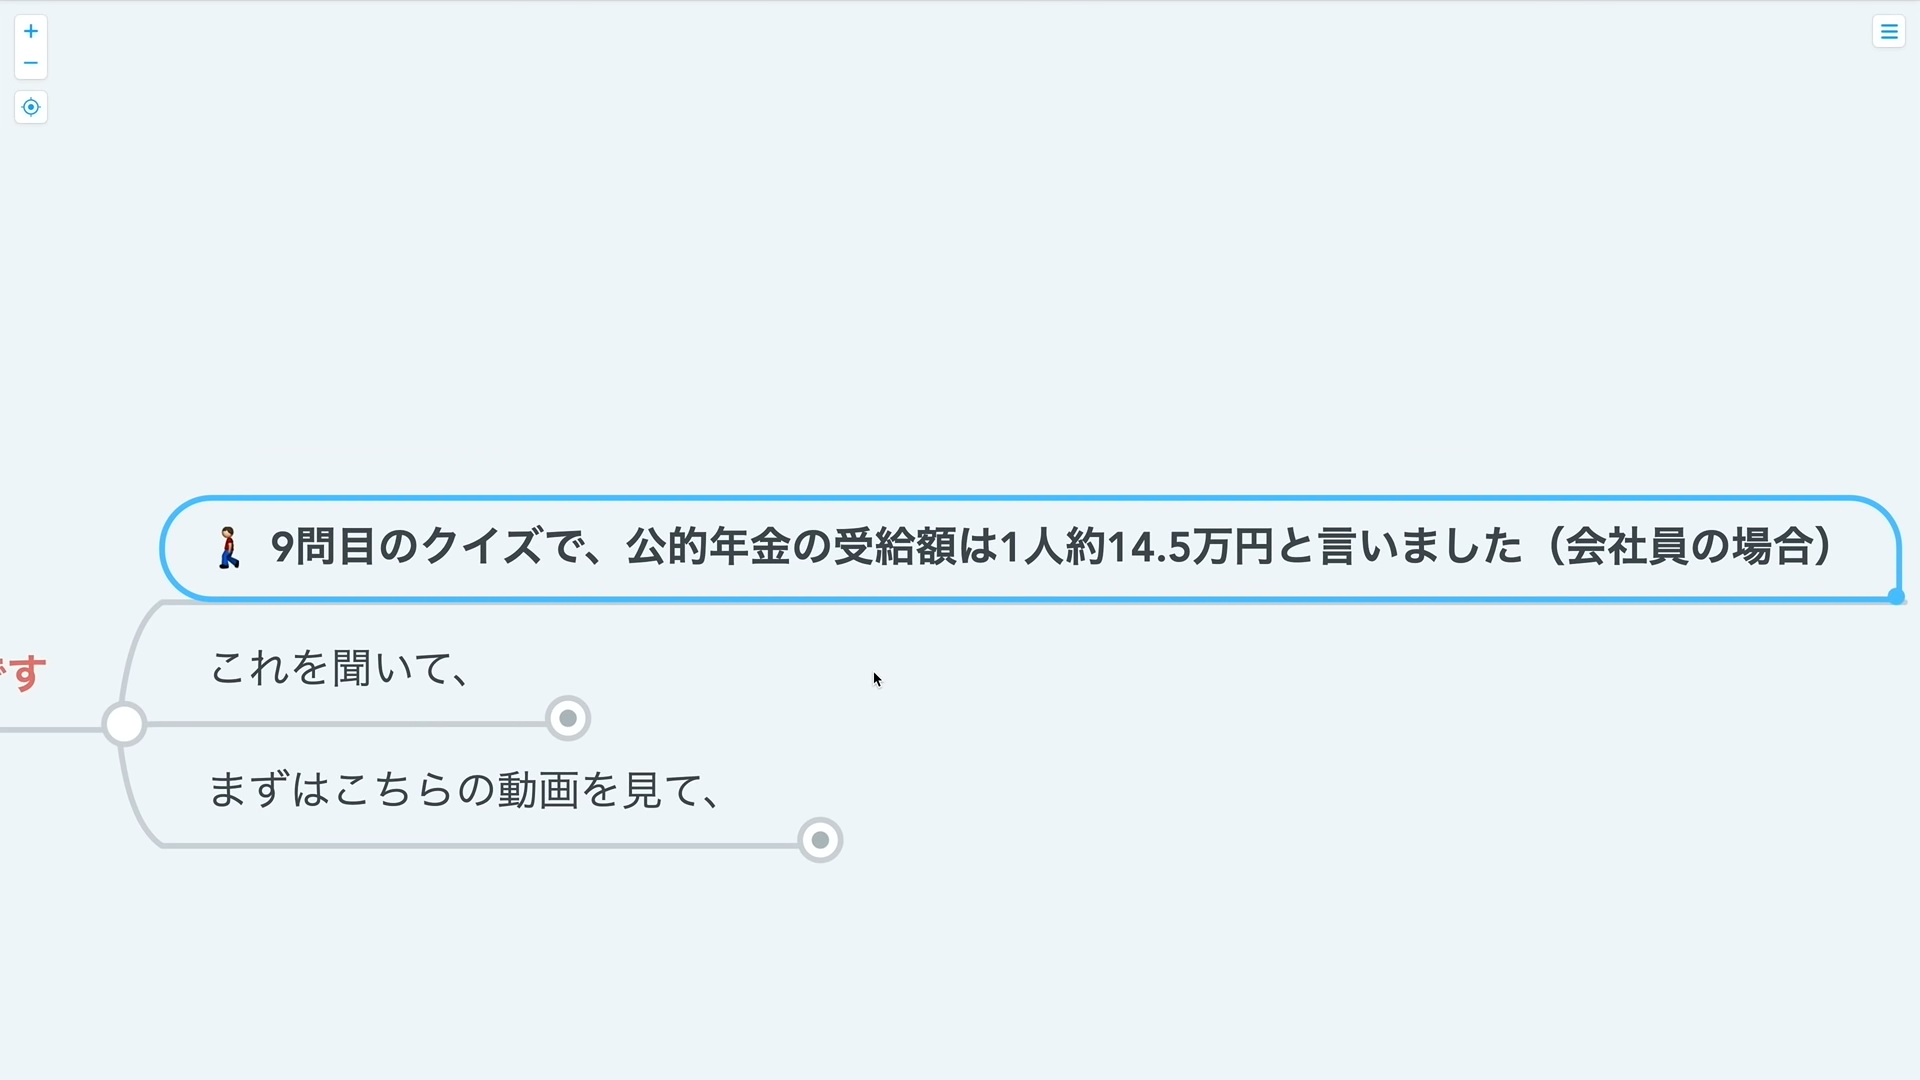 9問目のクイズで、公的年金の受給額は1人約14.5万円と言いました（会社員の場合）
これを聞いて、
です
まずはこちらの動画を見て、